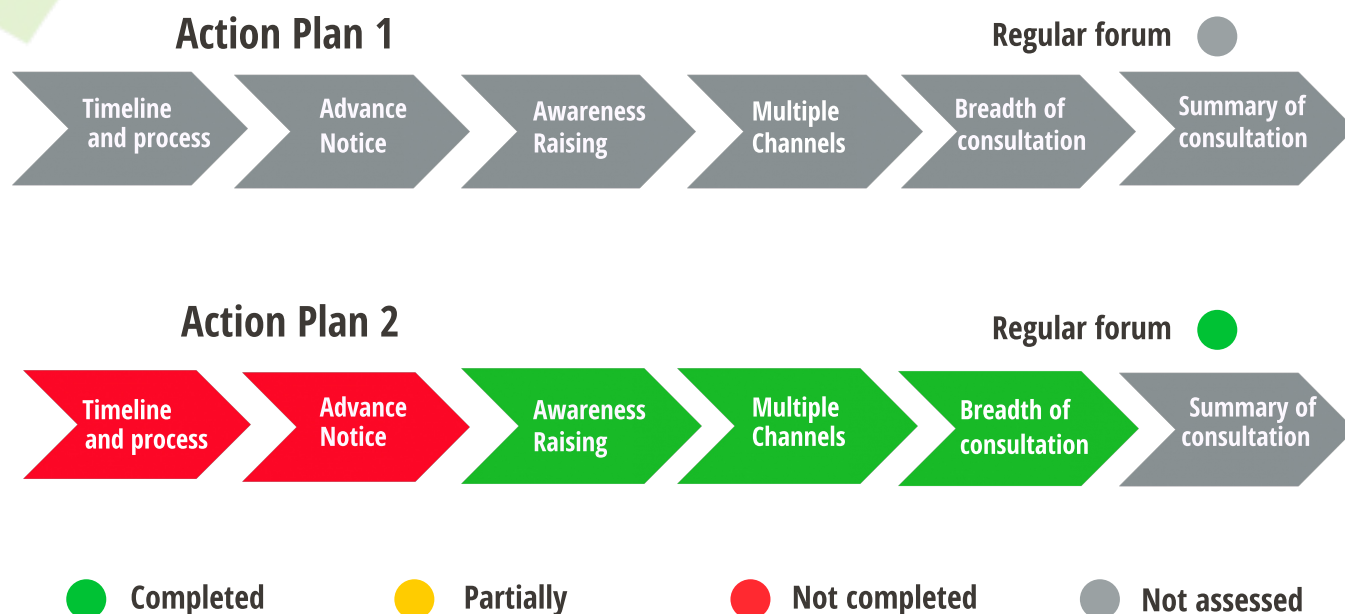 Action Plan 1
Regular forum
Timeline
and process
Advance
Notice
Awareness
Raising
Multiple
Channels
Breadth of
consultation
Summary of
consultation
Action Plan 2
Regular forum
Timeline
and process
Advance
Notice
Awareness
Raising
Multiple
Channels
Breadth of
consultation
Summary of
consultation
Completed
Partially
Not completed
Not assessed